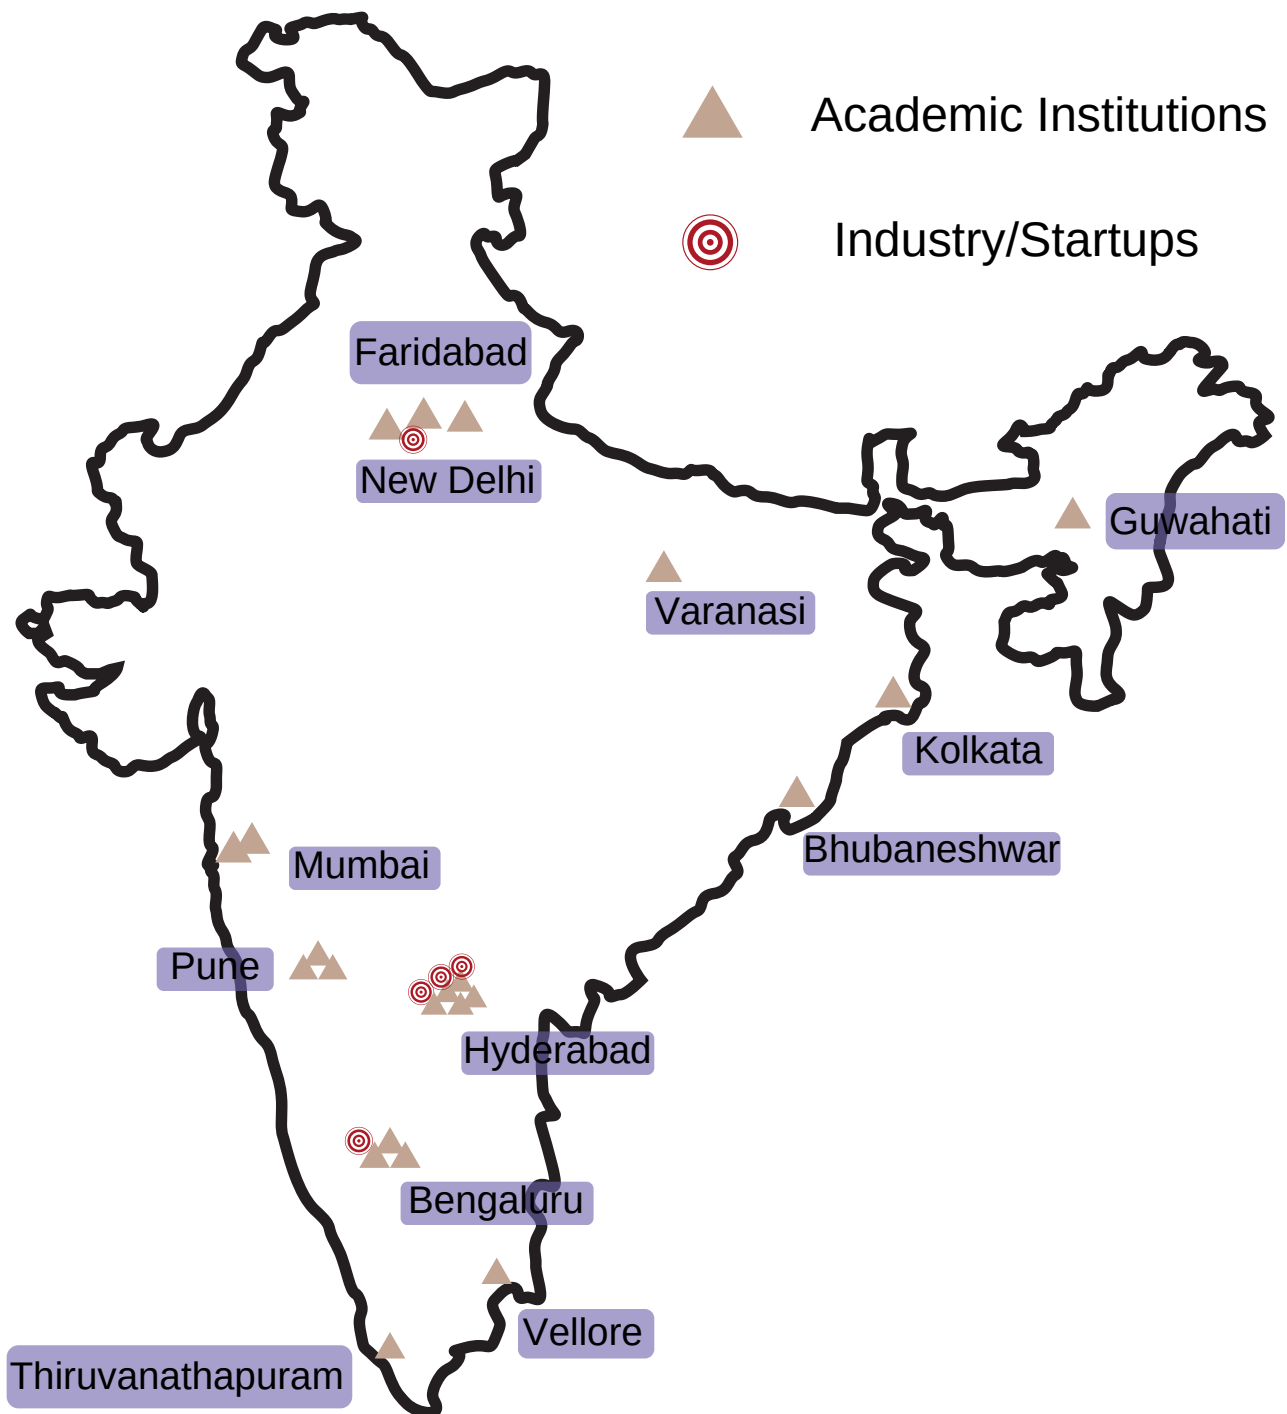 Academic Institutions
Industry/Startups
Faridabad
New Delhi
Guwahati
Varanasi
Kolkata
Bhubaneshwar
Mumbai
Pune
Hyderabad
Bengaluru
Vellore
Thiruvanathapuram